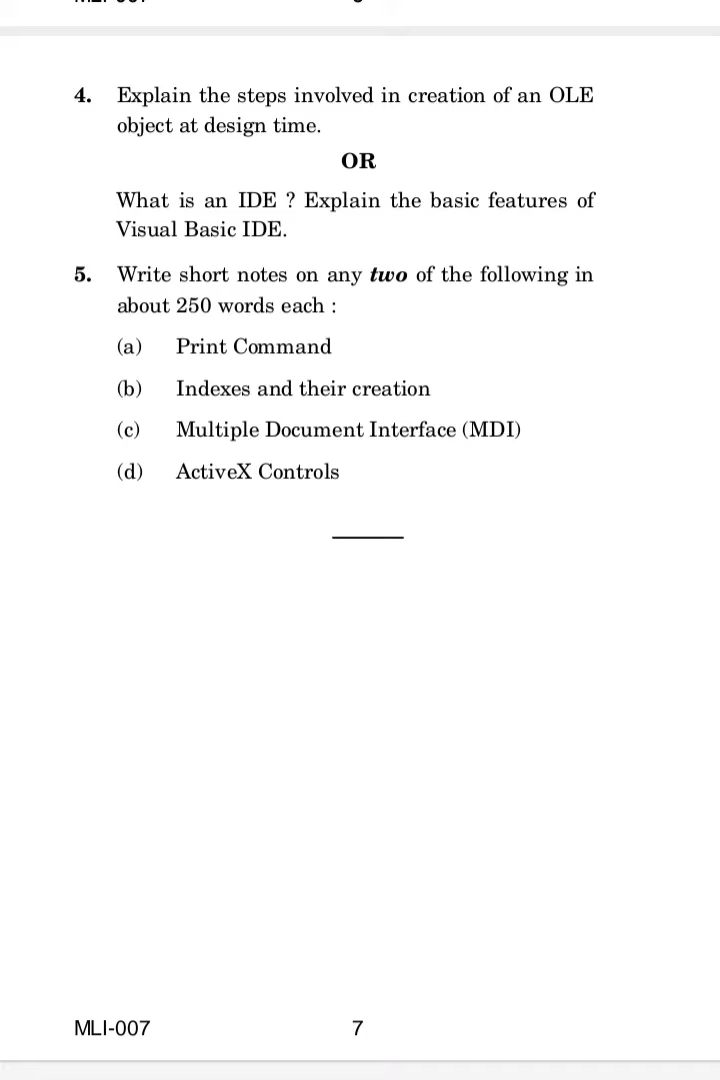 4. Explain the steps involved in creation of an OLE
object at design time.
OR
What is an IDE ? Explain the basic features of
Visual Basic IDE.
5. Write short notes on any two of the following in
about 250 words each :
(a) Print Command
(b) Indexes and their creation
(c) Multiple Document Interface (MDI)
(d) ActiveX Controls
MLI-007 7